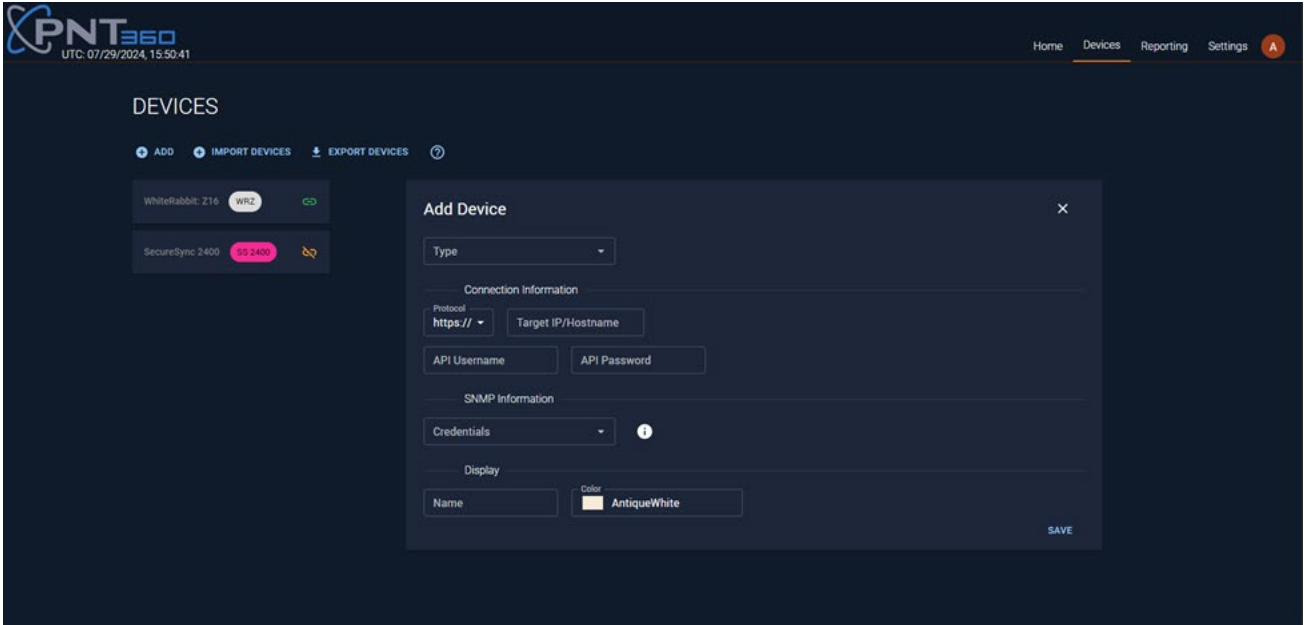 PNT360
UTC: 07/29/2024, 15:50:41
Home Devices Reporting Settings A
DEVICES
ADD IMPORT DEVICES EXPORT DEVICES ?
WhiteRabbit: Z16 WRZ
SecureSync 2400 SS 2400
Add Device
Type
Connection Information
Protocol
https:// Target IP/Hostname
API Username API Password
SNMP Information
Credentials i
Display
Color
Name AntiqueWhite
SAVE